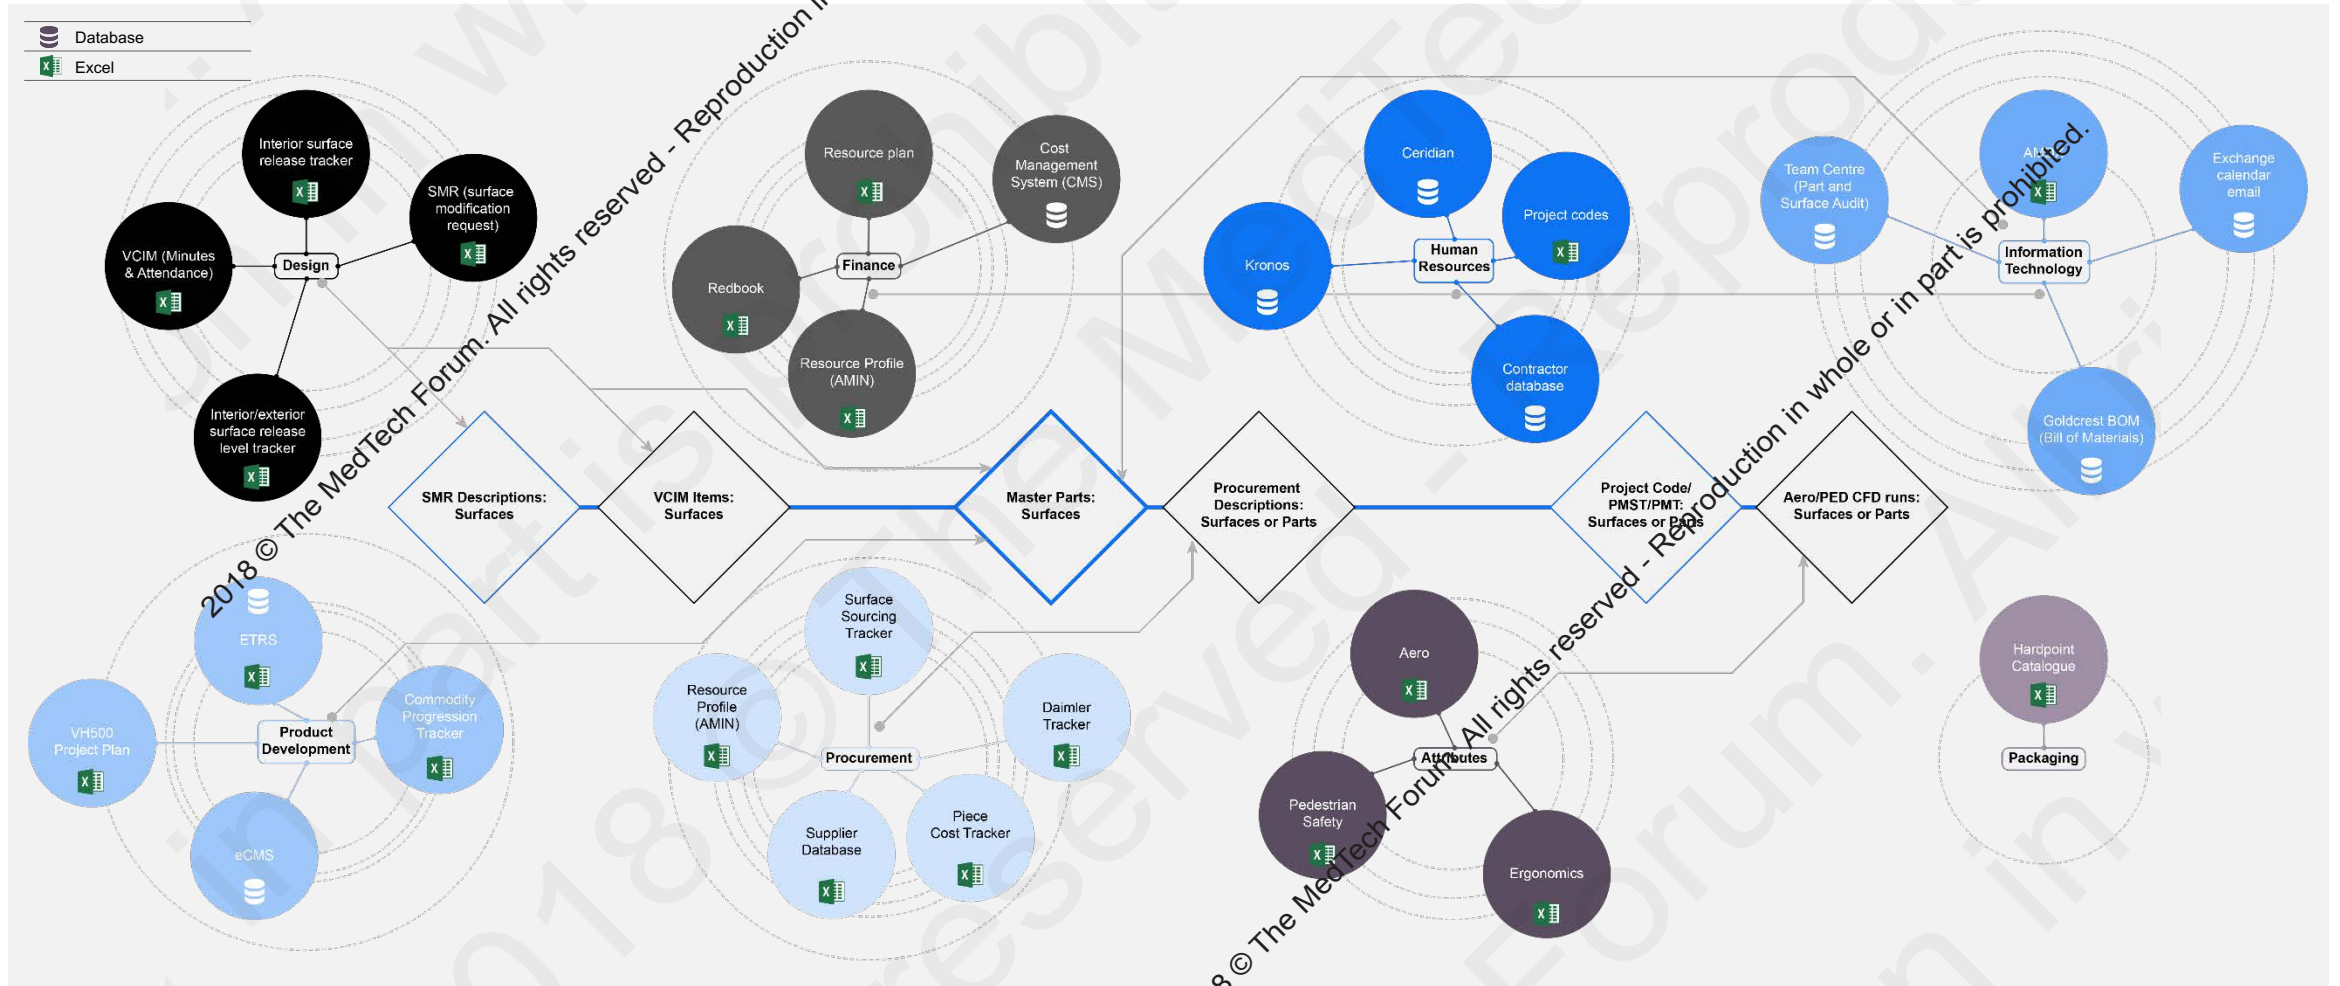 Database
Excel
Interior surface
release tracker
SMR (surface
modification
request)
VCIM (Minutes
& Attendance)
Design
Interior/exterior
surface release
level tracker
Resource plan
Cost
Management
System (CMS)
Redbook
Finance
Resource Profile
(AMIN)
Ceridian
Project codes
Kronos
Human
Resources
Contractor
database
Team Centre
(Part and
Surface Audit)
Exchange
calendar
email
Information
Technology
Goldcrest BOM
(Bill of Materials)
SMR Descriptions:
Surfaces
VCIM Items:
Surfaces
Master Parts:
Surfaces
Procurement
Descriptions:
Surfaces or Parts
Project Code/
PMST/PMT:
Surfaces or Parts
Aero/PED CFD runs:
Surfaces or Parts
ETRS
VH500
Project Plan
Commodity
Progression
Tracker
Product
Development
eCMS
Surface
Sourcing
Tracker
Resource
Profile
(AMIN)
Daimler
Tracker
Procurement
Supplier
Database
Piece
Cost Tracker
Aero
Attributes
Pedestrian
Safety
Ergonomics
Hardpoint
Catalogue
Packaging
2018 © The MedTech Forum. All rights reserved - Reproduction
8 © The MedTech Forum. All rights reserved - Reproduction in whole or in part is prohibited.